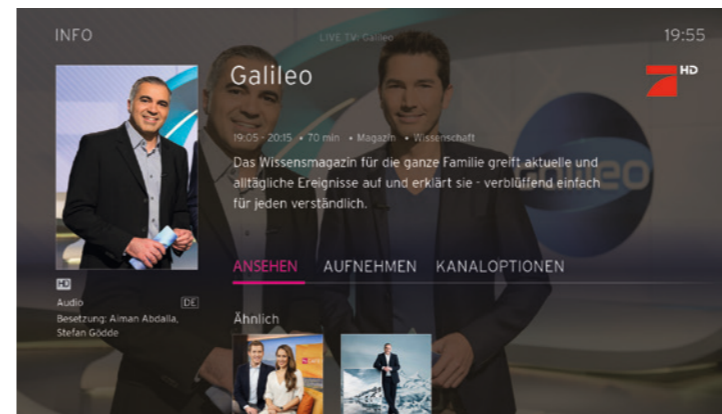 INFO
LIVE TV: Galileo
19:55
Galileo
HD
19:05 - 20:15 • 70 min • Magazin • Wissenschaft
Das Wissensmagazin für die ganze Familie greift aktuelle und
alltägliche Ereignisse auf und erklärt sie - verblüffend einfach
für jeden verständlich.
ANSEHEN AUFNEHMEN KANALOPTIONEN
HD
Audio DE
Besetzung: Aiman Abdalla,
Stefan Gödde
Ähnlich